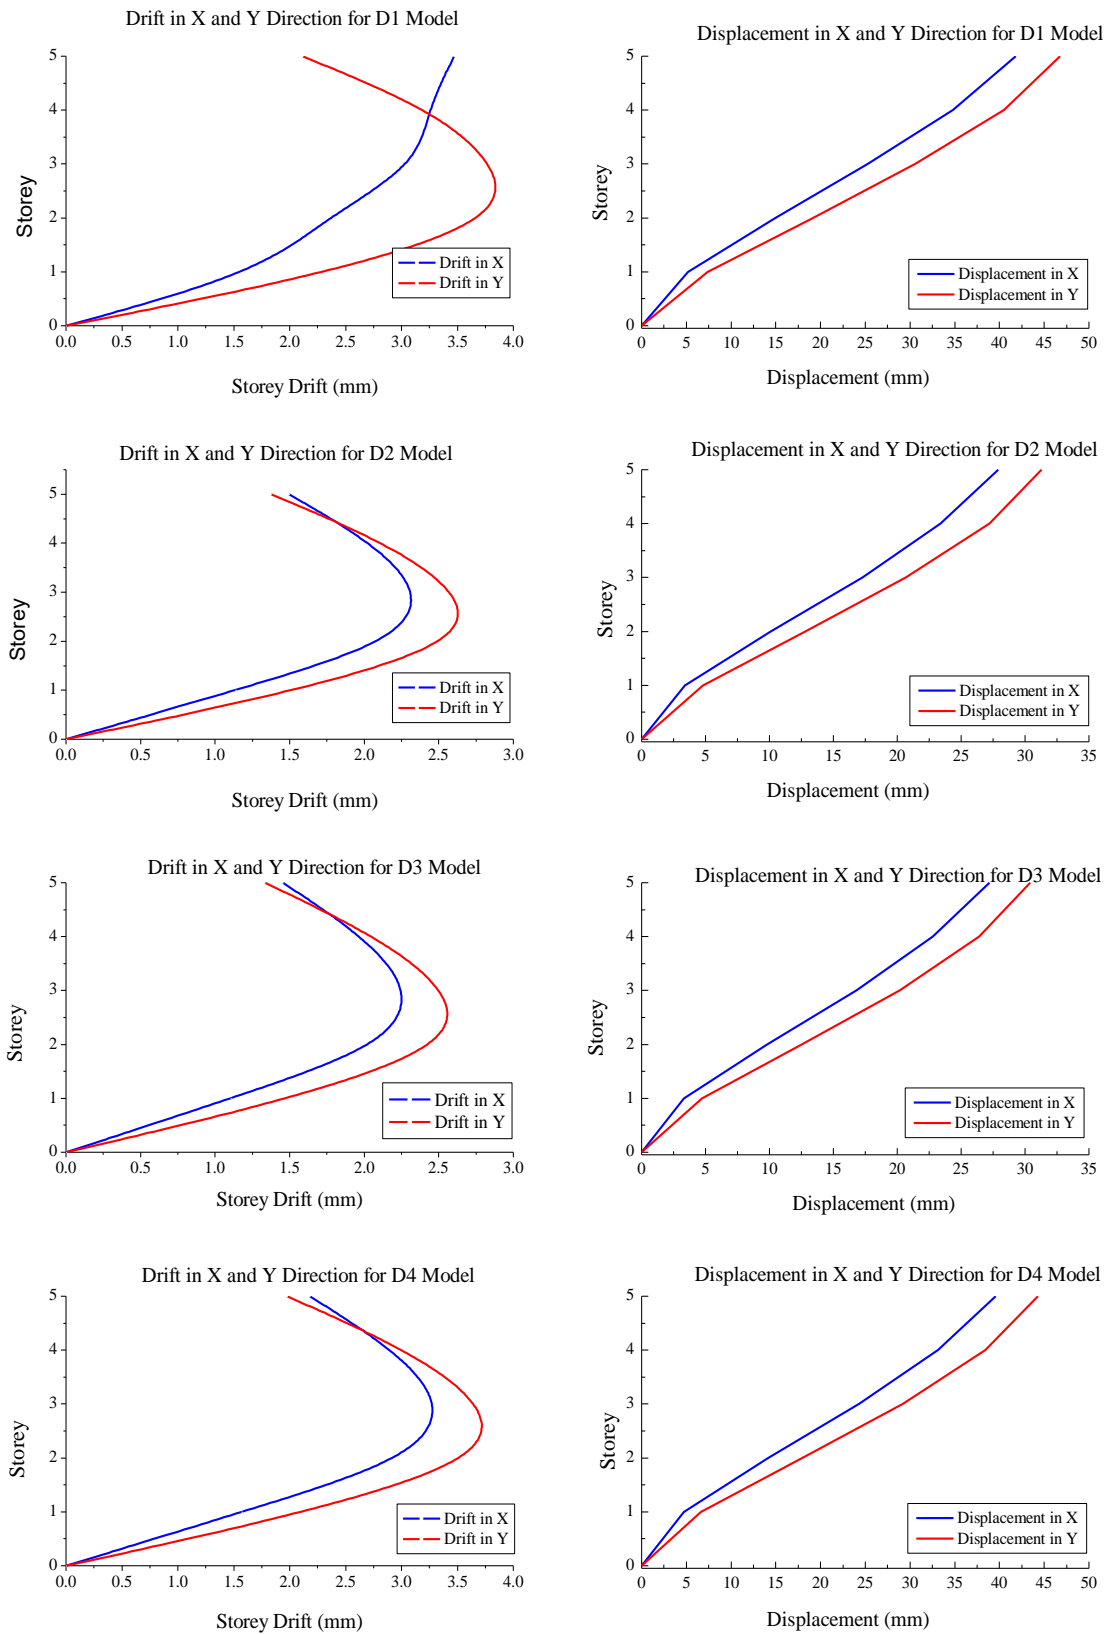 Drift in X and Y Direction for D1 Model
5
4
3
2
1
0
Storey
Drift in X
Drift in Y
0.0 0.5 1.0 1.5 2.0 2.5 3.0 3.5 4.0
Storey Drift (mm)
Displacement in X and Y Direction for D1 Model
5
4
3
2
1
0
Storey
Displacement in X
Displacement in Y
0 5 10 15 20 25 30 35 40 45 50
Displacement (mm)
Drift in X and Y Direction for D2 Model
5
4
3
2
1
0
Storey
Drift in X
Drift in Y
0.0 0.5 1.0 1.5 2.0 2.5 3.0
Storey Drift (mm)
Displacement in X and Y Direction for D2 Model
5
4
3
2
1
0
Storey
Displacement in X
Displacement in Y
0 5 10 15 20 25 30 35
Displacement (mm)
Drift in X and Y Direction for D3 Model
5
4
3
2
1
0
Storey
Drift in X
Drift in Y
0.0 0.5 1.0 1.5 2.0 2.5 3.0
Storey Drift (mm)
Displacement in X and Y Direction for D3 Model
5
4
3
2
1
0
Storey
Displacement in X
Displacement in Y
0 5 10 15 20 25 30 35
Displacement (mm)
Drift in X and Y Direction for D4 Model
5
4
3
2
1
0
Storey
Drift in X
Drift in Y
0.0 0.5 1.0 1.5 2.0 2.5 3.0 3.5 4.0
Storey Drift (mm)
Displacement in X and Y Direction for D4 Model
5
4
3
2
1
0
Storey
Displacement in X
Displacement in Y
0 5 10 15 20 25 30 35 40 45 50
Displacement (mm)